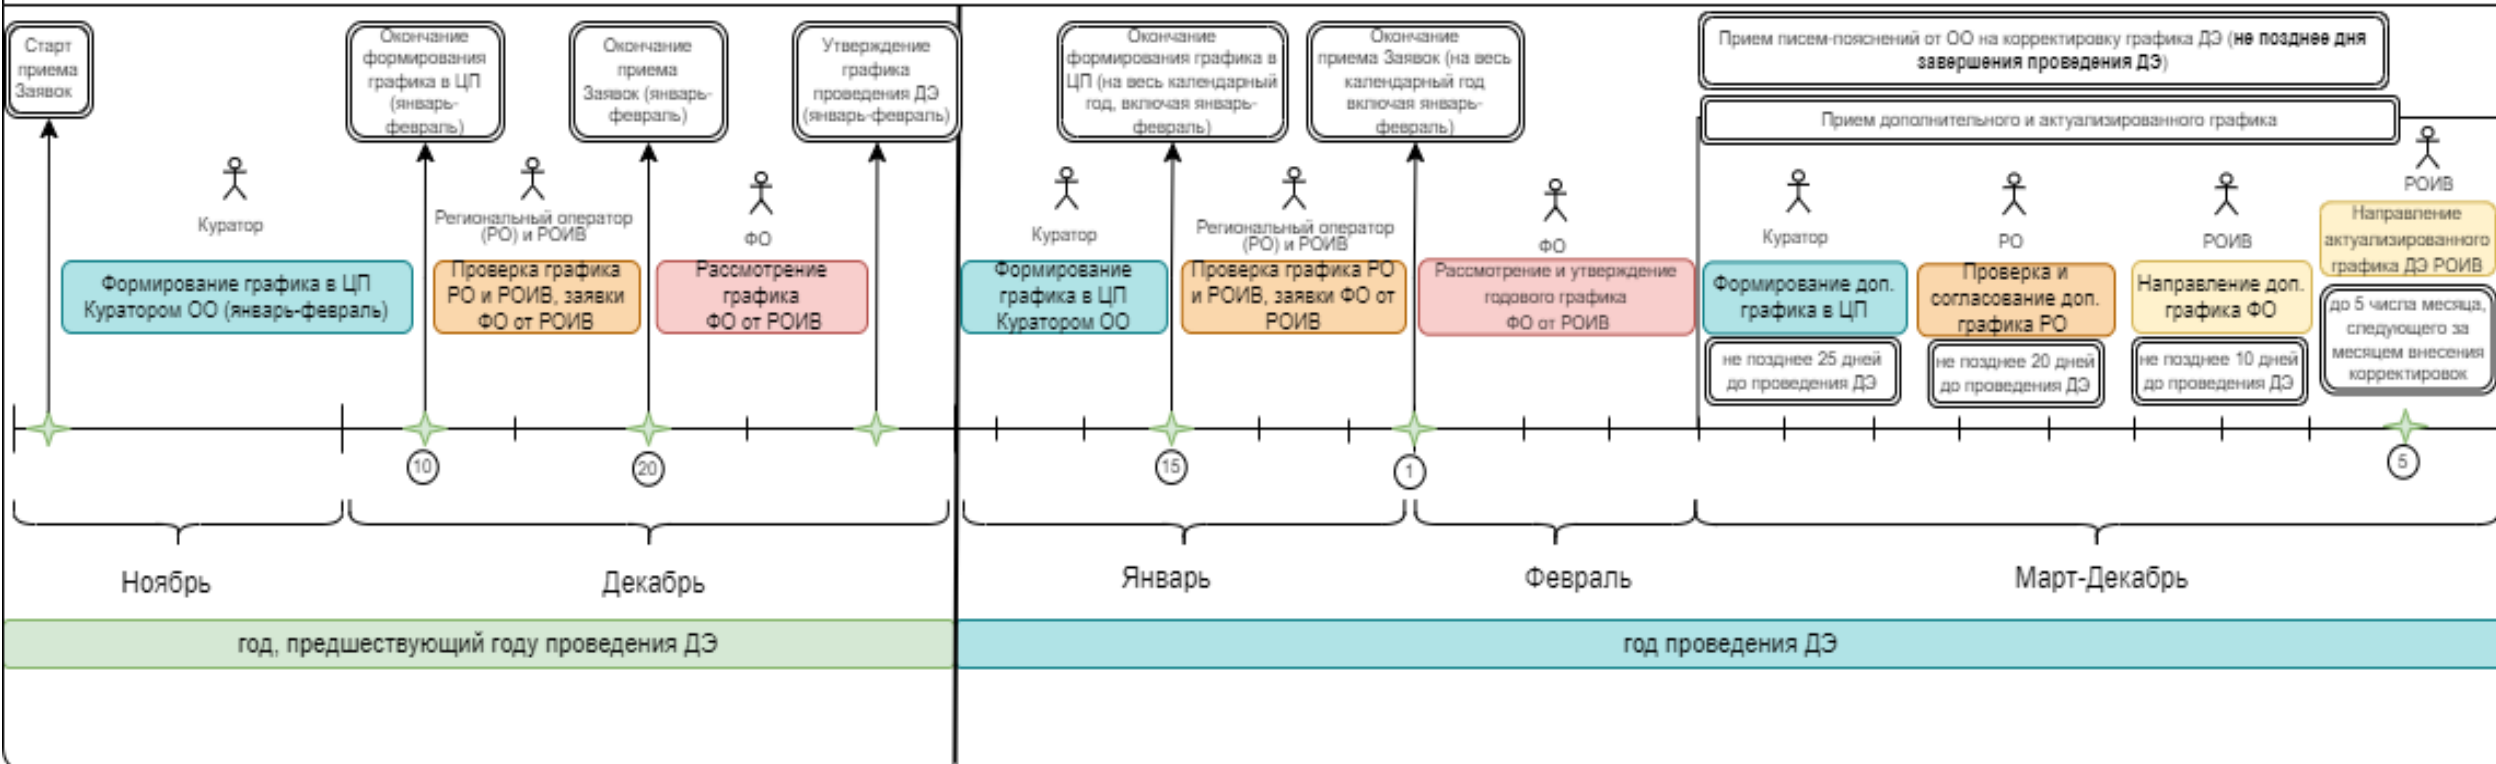 Старт
приема
Заявок
Окончание
формирования
графика в ЦП
(январь-
февраль)
Окончание
приема
Заявок (январь-
февраль)
Утверждение
графика
проведения ДЭ
(январь-февраль)
Окончание
формирования графика в
ЦП (на весь календарный
год, включая январь-
февраль)
Окончание
приема Заявок (на весь
календарный год
включая январь-
февраль)
Прием писем-пояснений от ОО на корректировку графика ДЭ (не позднее дня
завершения проведения ДЭ)
Прием дополнительного и актуализированного графика
Куратор
Региональный оператор
(РО) и РОИВ
ФО
Куратор
Региональный оператор
(РО) и РОИВ
ФО
Куратор
РО
РОИВ
РОИВ
Формирование графика в ЦП
Куратором ОО (январь-февраль)
Проверка графика
РО и РОИВ, заявки
ФО от РОИВ
Рассмотрение
графика
ФО от РОИВ
Формирование
графика в ЦП
Куратором ОО
Проверка графика РО
и РОИВ, заявки ФО от
РОИВ
Рассмотрение и утверждение
годового графика
ФО от РОИВ
Формирование доп.
графика в ЦП
Проверка и
согласование доп.
графика РО
Направление доп.
графика ФО
Направление
актуализированного
графика ДЭ РОИВ
не позднее 25 дней
до проведения ДЭ
не позднее 20 дней
до проведения ДЭ
не позднее 10 дней
до проведения ДЭ
до 5 числа месяца,
следующего за
месяцем внесения
корректировок
10
20
15
1
5
Ноябрь
Декабрь
Январь
Февраль
Март-Декабрь
год, предшествующий году проведения ДЭ
год проведения ДЭ